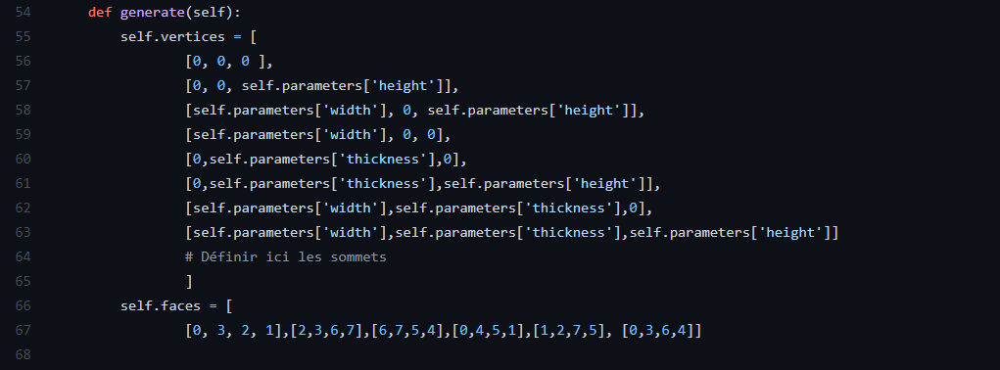 54 def generate(self):
55 self.vertices = [
56 [0, 0, 0 ],
57 [0, 0, self.parameters['height']],
58 [self.parameters['width'], 0, self.parameters['height']],
59 [self.parameters['width'], 0, 0],
60 [0,self.parameters['thickness'],0],
61 [0,self.parameters['thickness'],self.parameters['height']],
62 [self.parameters['width'],self.parameters['thickness'],0],
63 [self.parameters['width'],self.parameters['thickness'],self.parameters['height']]
64 # Définir ici les sommets
65 ]
66 self.faces = [
67 [0, 3, 2, 1],[2,3,6,7],[6,7,5,4],[0,4,5,1],[1,2,7,5], [0,3,6,4]]
68